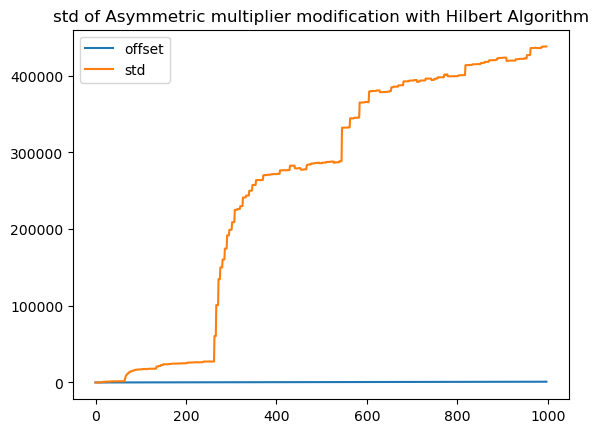 std of Asymmetric multiplier modification with Hilbert Algorithm
offset
std
400000
300000
200000
100000
0
0 200 400 600 800 1000